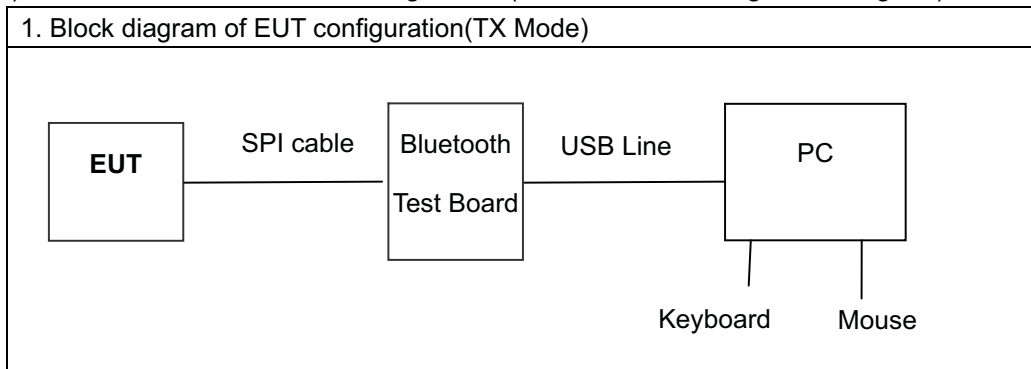 1. Block diagram of EUT configuration(TX Mode)
EUT
SPI cable
Bluetooth
Test Board
USB Line
PC
Keyboard
Mouse